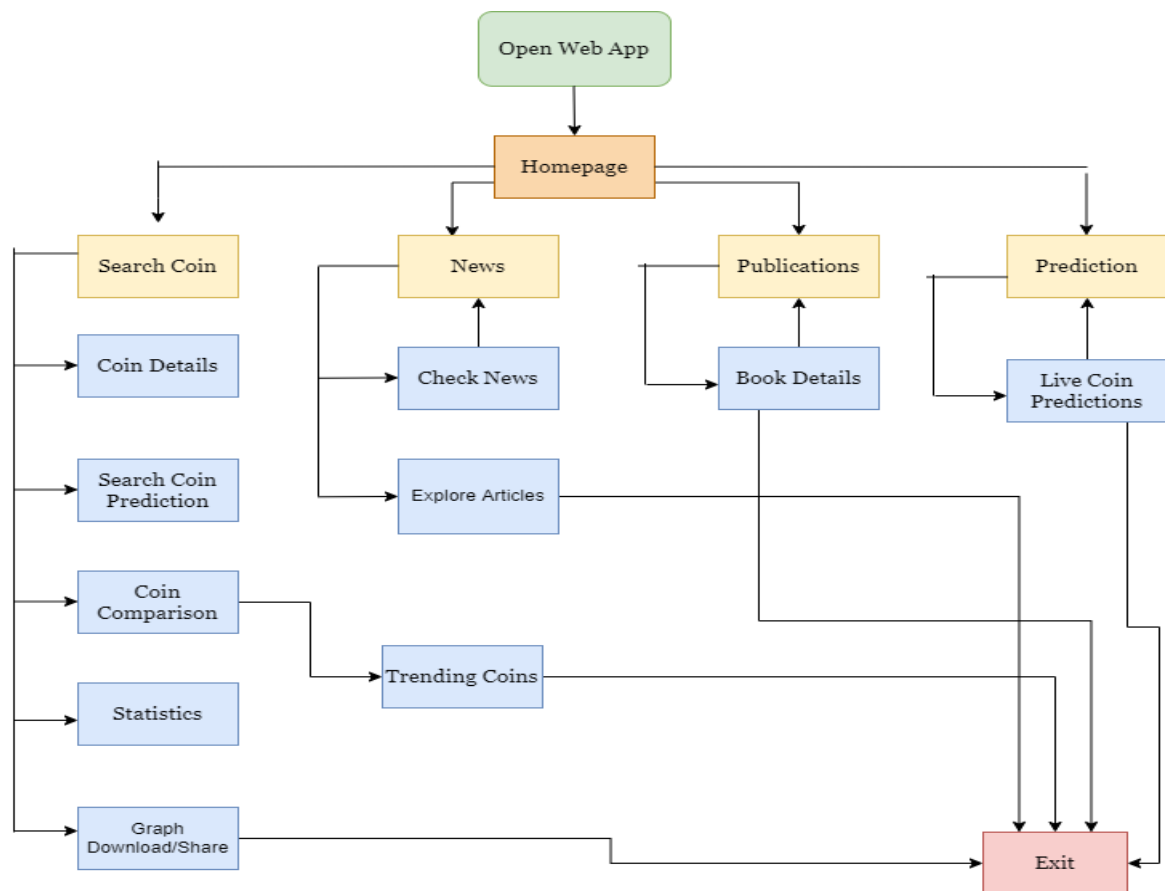 Open Web App
Homepage
Search Coin
News
Publications
Prediction
Coin Details
Check News
Book Details
Live Coin
Predictions
Search Coin
Prediction
Explore Articles
Coin
Comparison
Trending Coins
Statistics
Graph
Download/Share
Exit